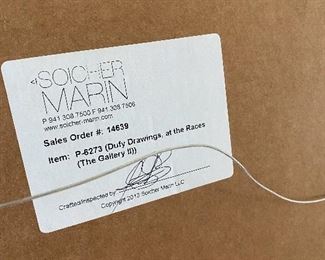 SOICHER
MARIN
P 941 308 7500 F 941 308 7506
www.soicher-marin.com
Sales Order #: 14639
Item: P-6273 (Dufy Drawings, at the Races
(The Gallery II))
Crafted/Inspected by
Copyright 2012 Soicher Marin LLC